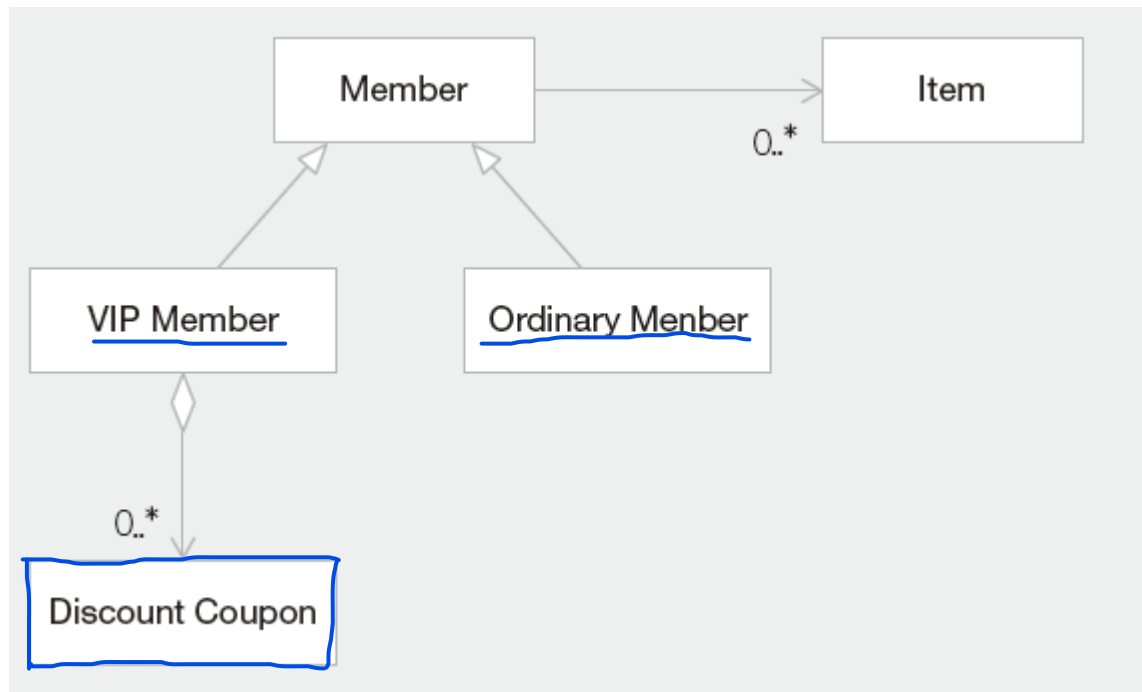 Member
Item
0..*
VIP Member
Ordinary Menber
0..*
Discount Coupon